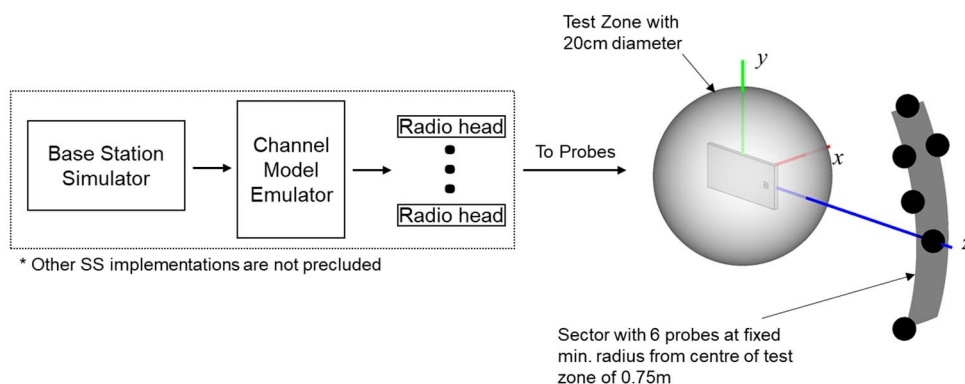 Test Zone with
20cm diameter
y
Base Station
Simulator
Channel
Model
Emulator
Radio head
Radio head
To Probes
x
z
* Other SS implementations are not precluded
Sector with 6 probes at fixed
min. radius from centre of test
zone of 0.75m